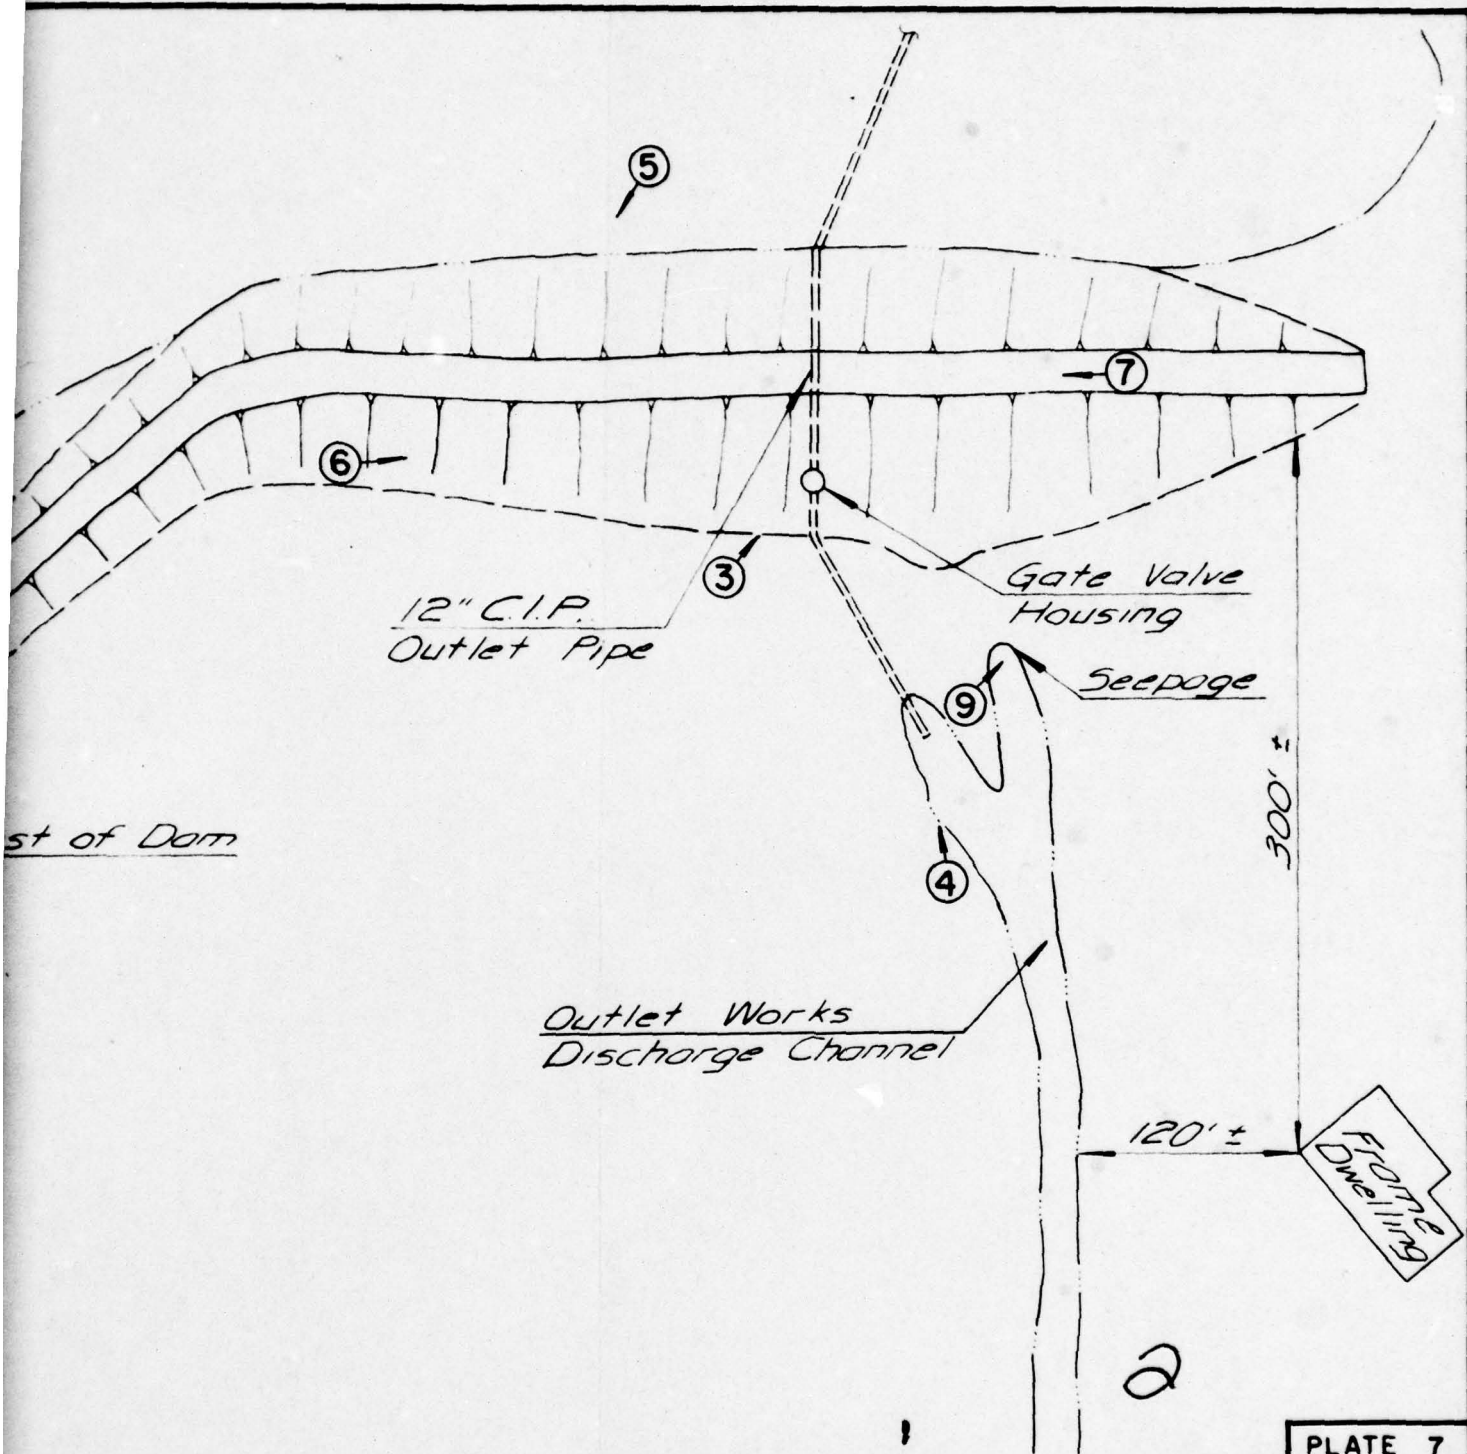 5
7
6
3
12" C.I.P.
Outlet Pipe
Gate Valve
Housing
9
Seepage
300' ±
st of Dam
4
Outlet Works
Discharge Channel
120' ±
Frame
Dwelling
2
PLATE 7